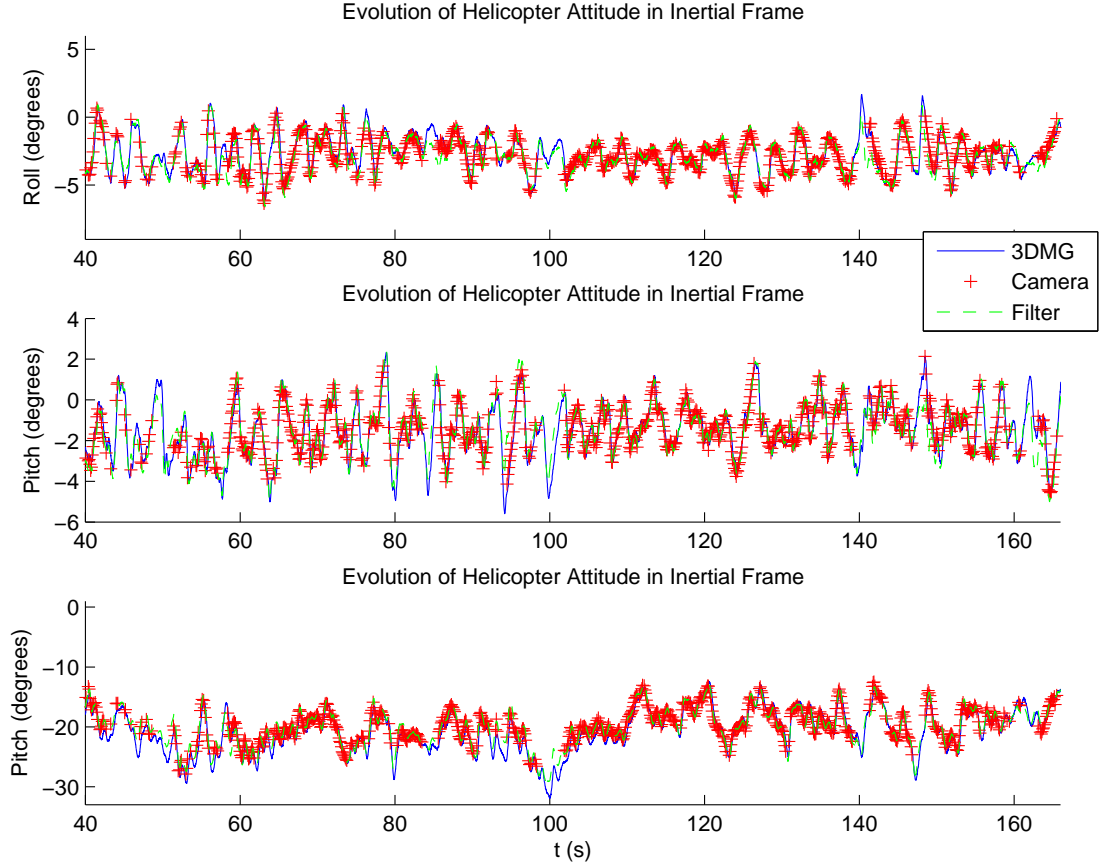 Evolution of Helicopter Attitude in Inertial Frame
5
0
−5
Roll (degrees)
40 60 80 100 120 140 160
3DMG
Camera
Filter
Evolution of Helicopter Attitude in Inertial Frame
4
2
0
−2
−4
−6
Pitch (degrees)
40 60 80 100 120 140 160
Evolution of Helicopter Attitude in Inertial Frame
0
−10
−20
−30
Pitch (degrees)
40 60 80 100 120 140 160
t (s)